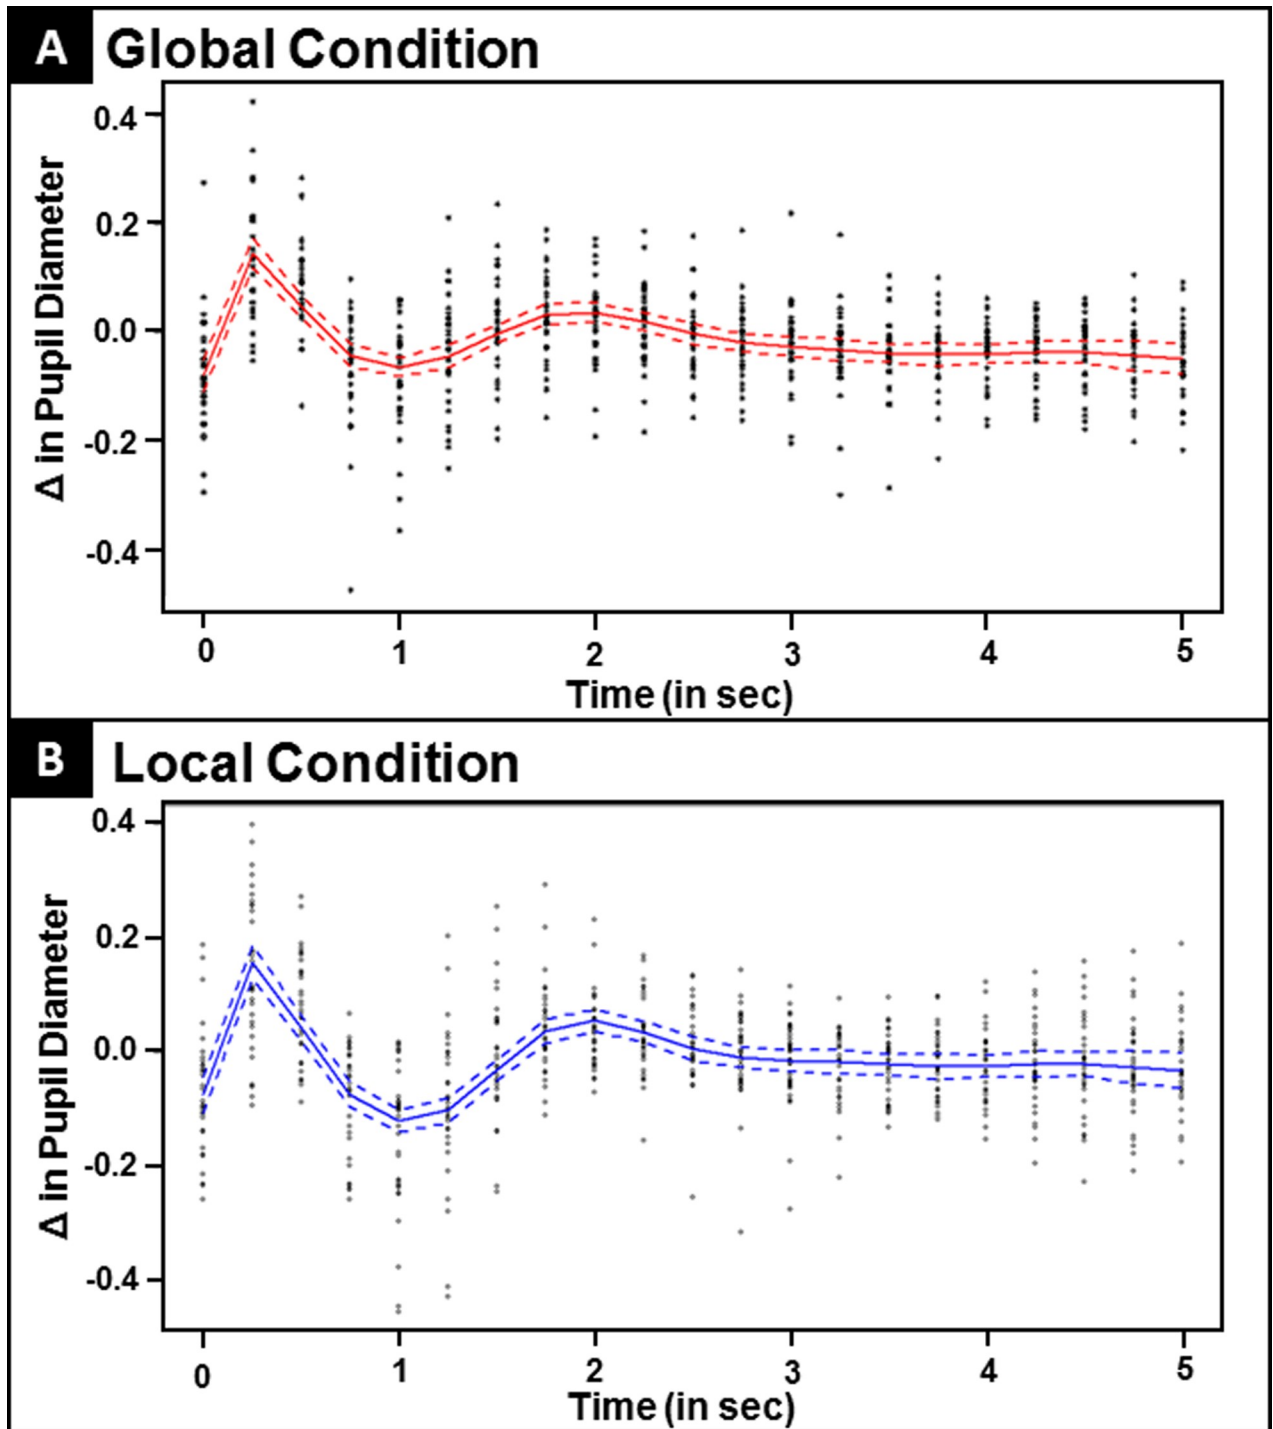 A Global Condition
0.4
0.2
0.0
-0.2
-0.4
Δ in Pupil Diameter
0 1 2 3 4 5
Time (in sec)
B Local Condition
0.4
0.2
0.0
-0.2
-0.4
Δ in Pupil Diameter
0 1 2 3 4 5
Time (in sec)